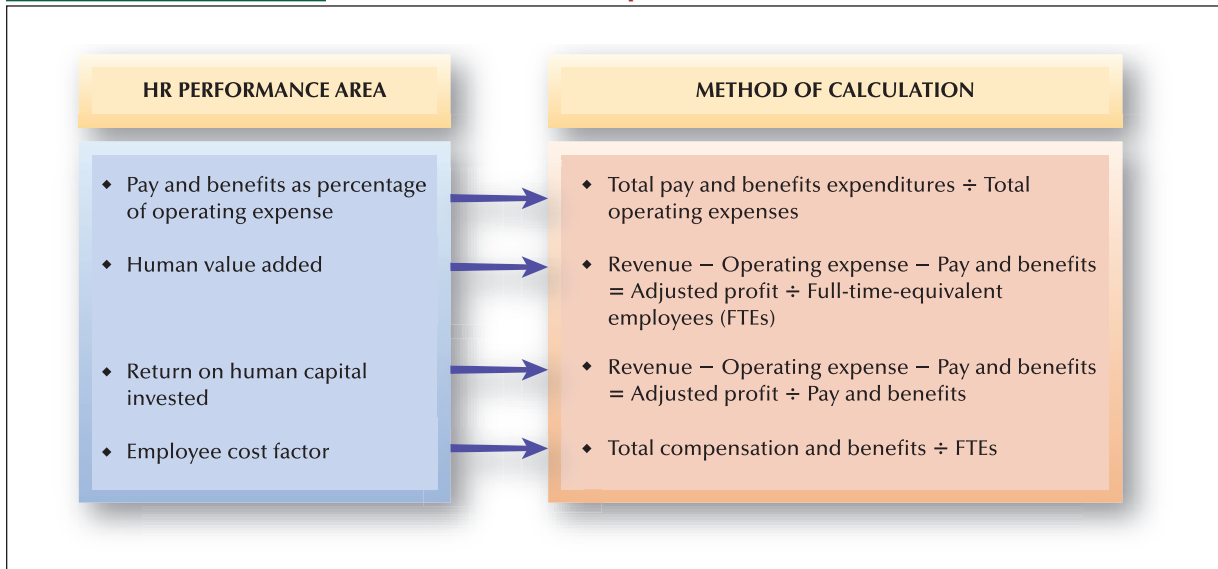 HR PERFORMANCE AREA
METHOD OF CALCULATION
◆ Pay and benefits as percentage
of operating expense
◆ Total pay and benefits expenditures ÷ Total
operating expenses
◆ Human value added
◆ Revenue − Operating expense − Pay and benefits
= Adjusted profit ÷ Full-time-equivalent
employees (FTEs)
◆ Return on human capital
invested
◆ Revenue − Operating expense − Pay and benefits
= Adjusted profit ÷ Pay and benefits
◆ Employee cost factor
◆ Total compensation and benefits ÷ FTEs